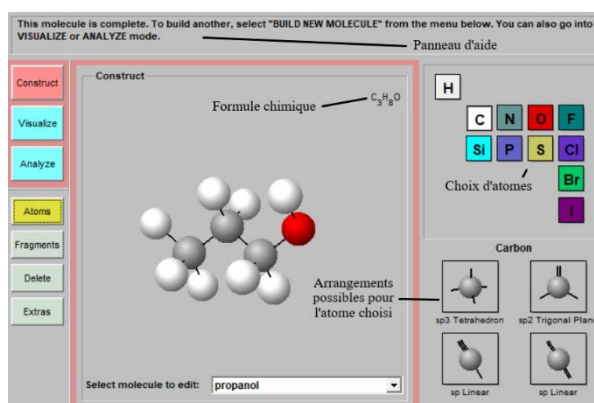 This molecule is complete. To build another, select "BUILD NEW MOLECULE" from the menu below. You can also go into
VISUALIZE or ANALYZE mode.
Panneau d'aide
Construct
Visualize
Analyze
Atoms
Fragments
Delete
Extras
Construct
Formule chimique
C3H8O
Select molecule to edit:
propanol
H
C N O F
Si P S Cl
Br
I
Choix d'atomes
Carbon
Arrangements
possibles pour
l'atome choisi
sp3 Tetrahedron
sp2 Trigonal Plan
sp Linear
sp Linear